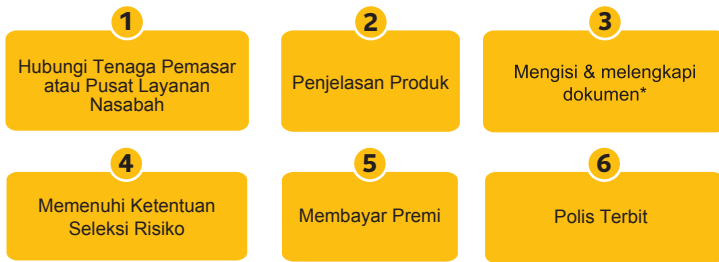 1
Hubungi Tenaga Pemasar
atau Pusat Layanan
Nasabah
2
Penjelasan Produk
3
Mengisi & melengkapi
dokumen*
4
Memenuhi Ketentuan
Seleksi Risiko
5
Membayar Premi
6
Polis Terbit